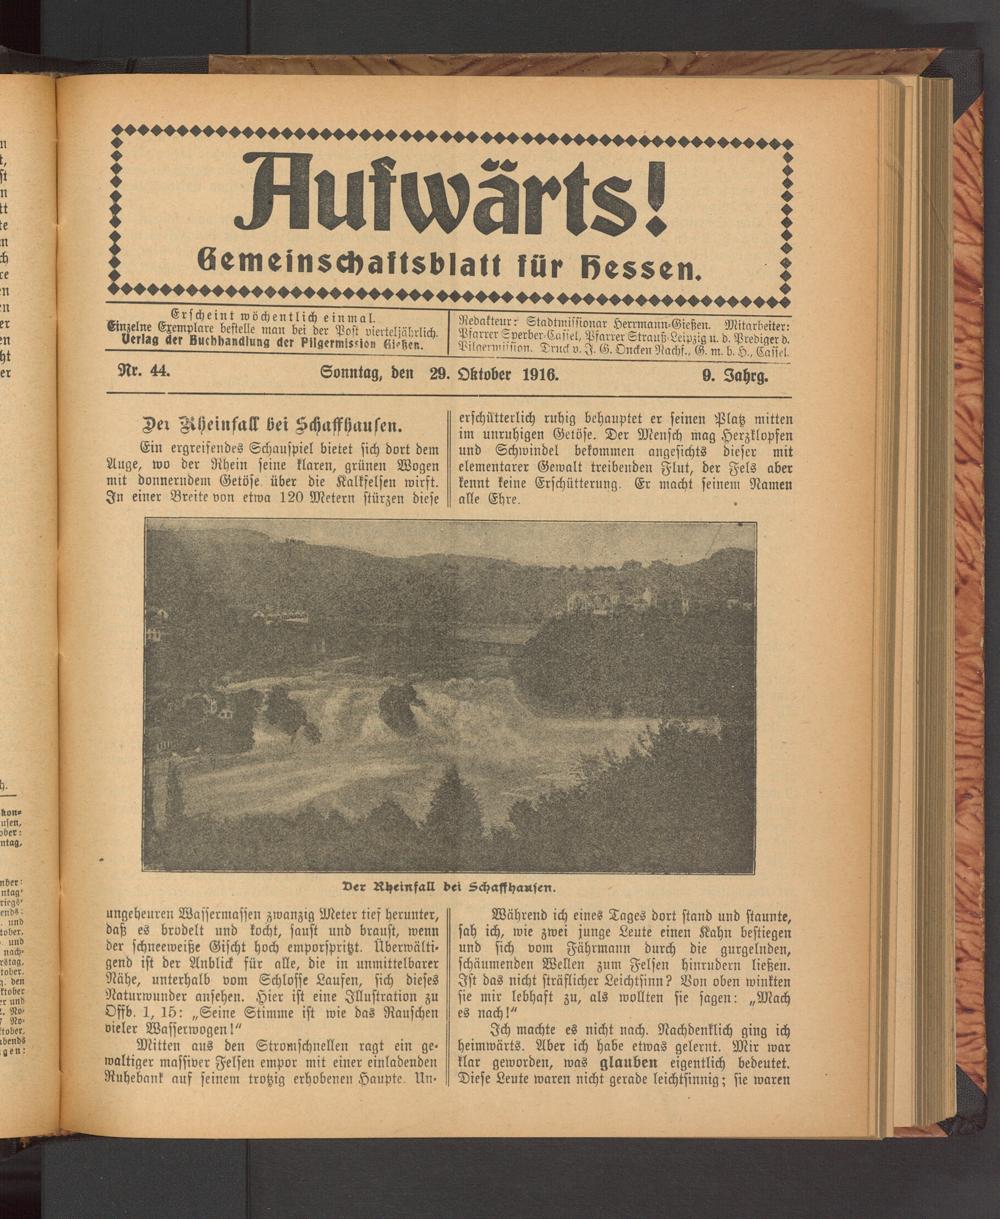 Aufwärts!
Gemeinschaftsblatt für Hessen.
Erscheint wöchentlich einmal.
Einzelne Exemplare bestelle man bei der Post vierteljährlich.
Verlag der Buchhandlung der Pilgermission Gießen.
Redakteur: Stadtmissionar Herrmann-Gießen. Mitarbeiter:
Pfarrer Sperber-Cassel, Pfarrer Strauß-Leipzig u. d. Prediger d.
Pilgermission. Druck v. J. G. Oncken Nachf., G. m. b. H., Cassel.
Nr. 44. Sonntag, den 29. Oktober 1916. 9. Jahrg.
Der Rheinfall bei Schaffhausen.
Ein ergreifendes Schauspiel bietet sich dort dem
Auge, wo der Rhein seine klaren, grünen Wogen
mit donnerndem Getöse über die Kalkfelsen wirft.
In einer Breite von etwa 120 Metern stürzen diese
ungeheuren Wassermassen zwanzig Meter tief herunter,
daß es brodelt und kocht, saust und braust, wenn
der schneeweiße Gischt hoch emporspritzt. Überwälti-
gend ist der Anblick für alle, die in unmittelbarer
Nähe, unterhalb vom Schlosse Laufen, sich dieses
Naturwunder ansehen. Hier ist eine Illustration zu
Offb. 1, 15: „Seine Stimme ist wie das Rauschen
vieler Wasserwogen!"
Mitten aus den Stromschnellen ragt ein ge-
waltiger massiver Felsen empor mit einer einladenden
Ruhebank auf seinem trotzig erhobenen Haupte. Un-
erschütterlich ruhig behauptet er seinen Platz mitten
im unruhigen Getöse. Der Mensch mag Herzklopfen
und Schwindel bekommen angesichts dieser mit
elementarer Gewalt treibenden Flut, der Fels aber
kennt keine Erschütterung. Er macht seinem Namen
alle Ehre.
Der Rheinfall bei Schaffhausen.
Während ich eines Tages dort stand und staunte,
sah ich, wie zwei junge Leute einen Kahn bestiegen
und sich vom Fährmann durch die gurgelnden,
schäumenden Wellen zum Felsen hinrudern ließen.
Ist das nicht sträflicher Leichtsinn? Von oben winkten
sie mir lebhaft zu, als wollten sie sagen: „Mach
es nach!"
Ich machte es nicht nach. Nachdenklich ging ich
heimwärts. Aber ich habe etwas gelernt. Mir war
klar geworden, was glauben eigentlich bedeutet.
Diese Leute waren nicht gerade leichtsinnig; sie waren